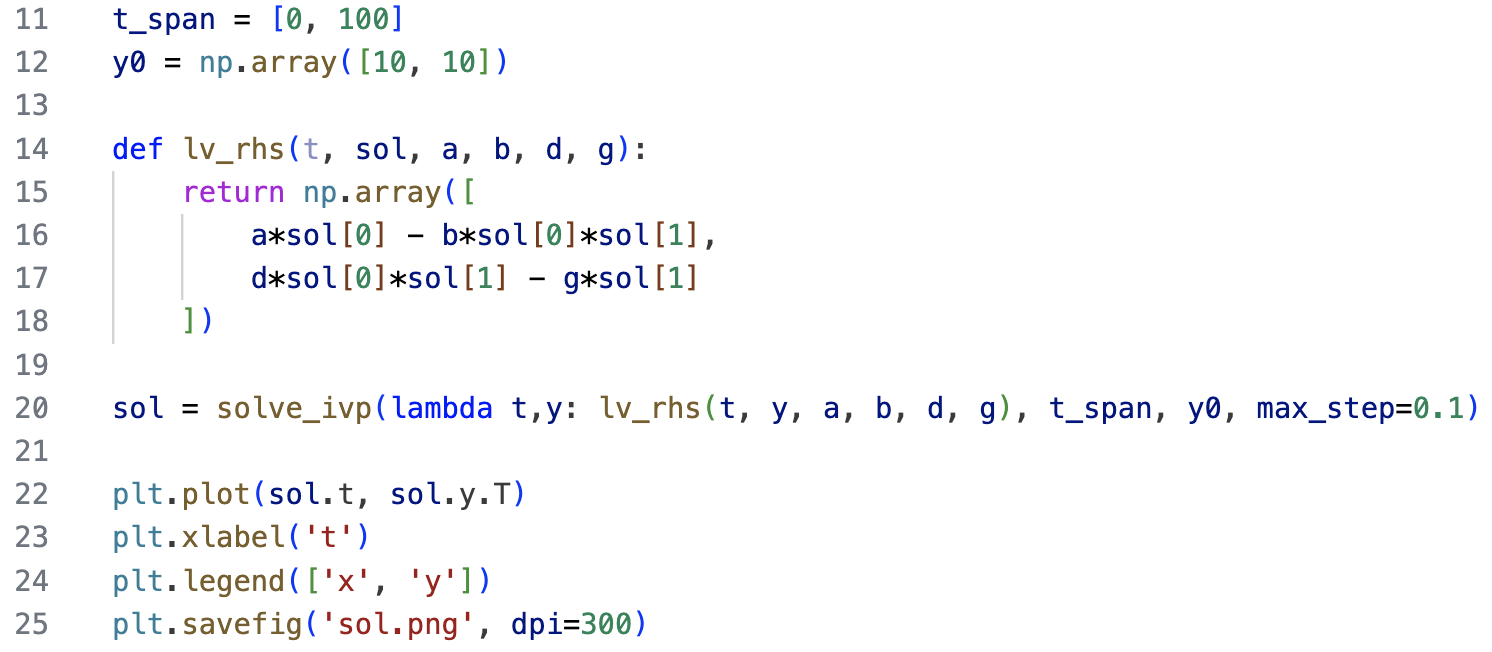 11 t_span = [0, 100]
12 y0 = np.array([10, 10])
13
14 def lv_rhs(t, sol, a, b, d, g):
15     return np.array([
16         a*sol[0] - b*sol[0]*sol[1],
17         d*sol[0]*sol[1] - g*sol[1]
18     ])
19
20 sol = solve_ivp(lambda t,y: lv_rhs(t, y, a, b, d, g), t_span, y0, max_step=0.1)
21
22 plt.plot(sol.t, sol.y.T)
23 plt.xlabel('t')
24 plt.legend(['x', 'y'])
25 plt.savefig('sol.png', dpi=300)